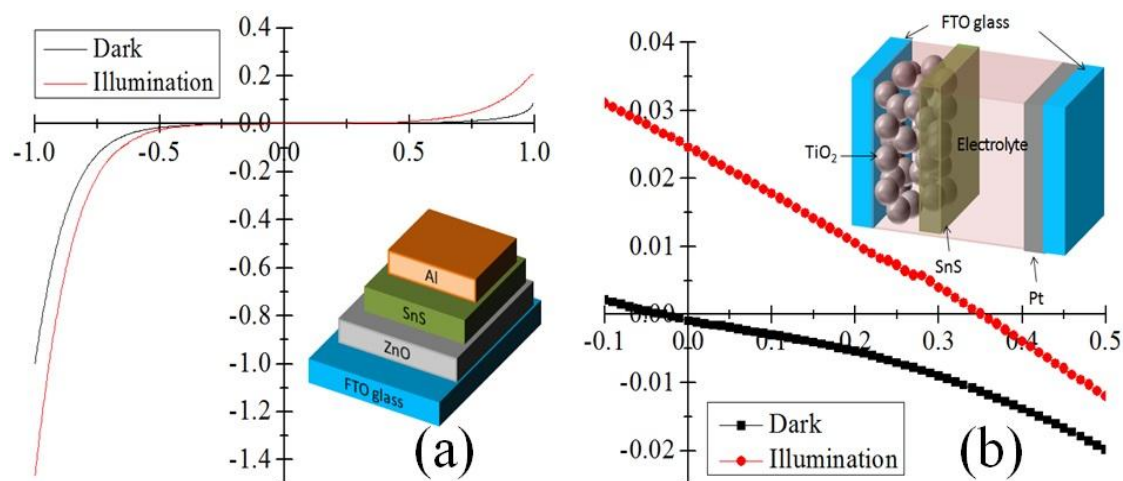 Dark
Illumination
0.4
0.2
0.0
-0.2
-0.4
-0.6
-0.8
-1.0
-1.2
-1.4
-1.0
-0.5
0.5
1.0
Al
SnS
ZnO
FTO glass
(a)
0.04
0.03
0.02
0.01
0.00
-0.01
-0.02
-0.1
0.0
0.1
0.2
0.3
0.4
0.5
FTO glass
TiO2
Electrolyte
SnS
Pt
Dark
Illumination
(b)